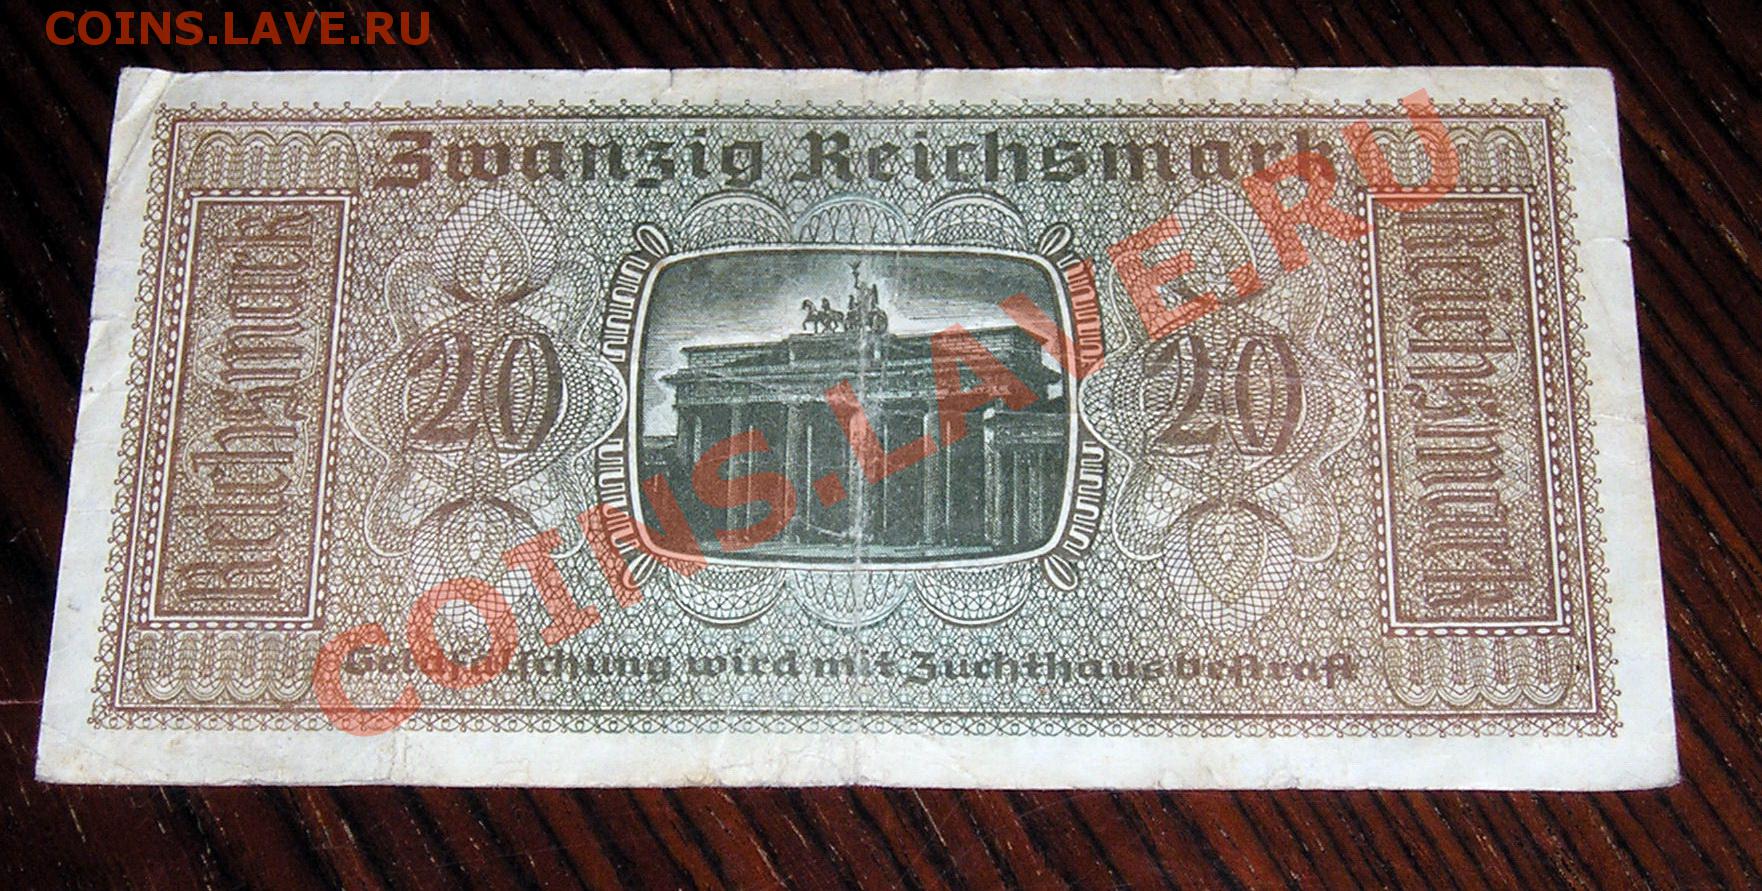 COINS.LAVE.RU
Zwanzig Reichsmark
Reichsmark
20
20
Reichsmark
Geldfälschung wird mit Zuchthaus bestraft
COINS.LAVE.RU